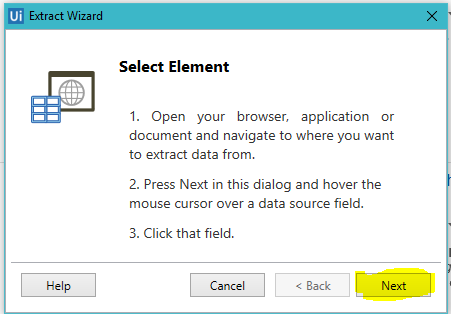 Ui Extract Wizard
Select Element
1. Open your browser, application or
document and navigate to where you want
to extract data from.
2. Press Next in this dialog and hover the
mouse cursor over a data source field.
3. Click that field.
Help Cancel < Back Next